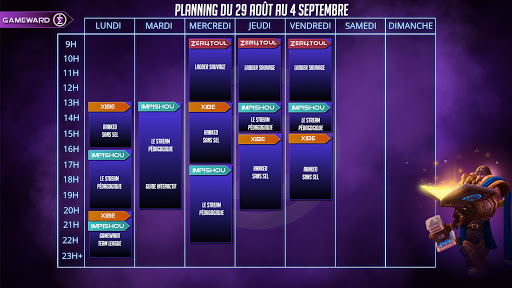 GAMEWARD
PLANNING DU 29 AOÛT AU 4 SEPTEMBRE
LUNDI MARDI MERCREDI JEUDI VENDREDI SAMEDI DIMANCHE
9H
10H
11H
12H
13H
14H
15H
16H
17H
18H
19H
20H
21H
22H
23H+
XIBE
RANKED
SANS SEL
IMPISHOU
LE STREAM
PÉDAGOGIQUE
XIBE
IMPISHOU
GAMEWARD
TEAM LEAGUE
IMPISHOU
LE STREAM
PÉDAGOGIQUE
GUIDE INTERACTIF
ZER4TOUL
LADDER SAUVAGE
XIBE
RANKED
SANS SEL
IMPISHOU
LE STREAM
PÉDAGOGIQUE
ZER4TOUL
LADDER SAUVAGE
IMPISHOU
LE STREAM
PÉDAGOGIQUE
XIBE
RANKED
SANS SEL
ZER4TOUL
LADDER SAUVAGE
IMPISHOU
LE STREAM
PÉDAGOGIQUE
XIBE
RANKED
SANS SEL